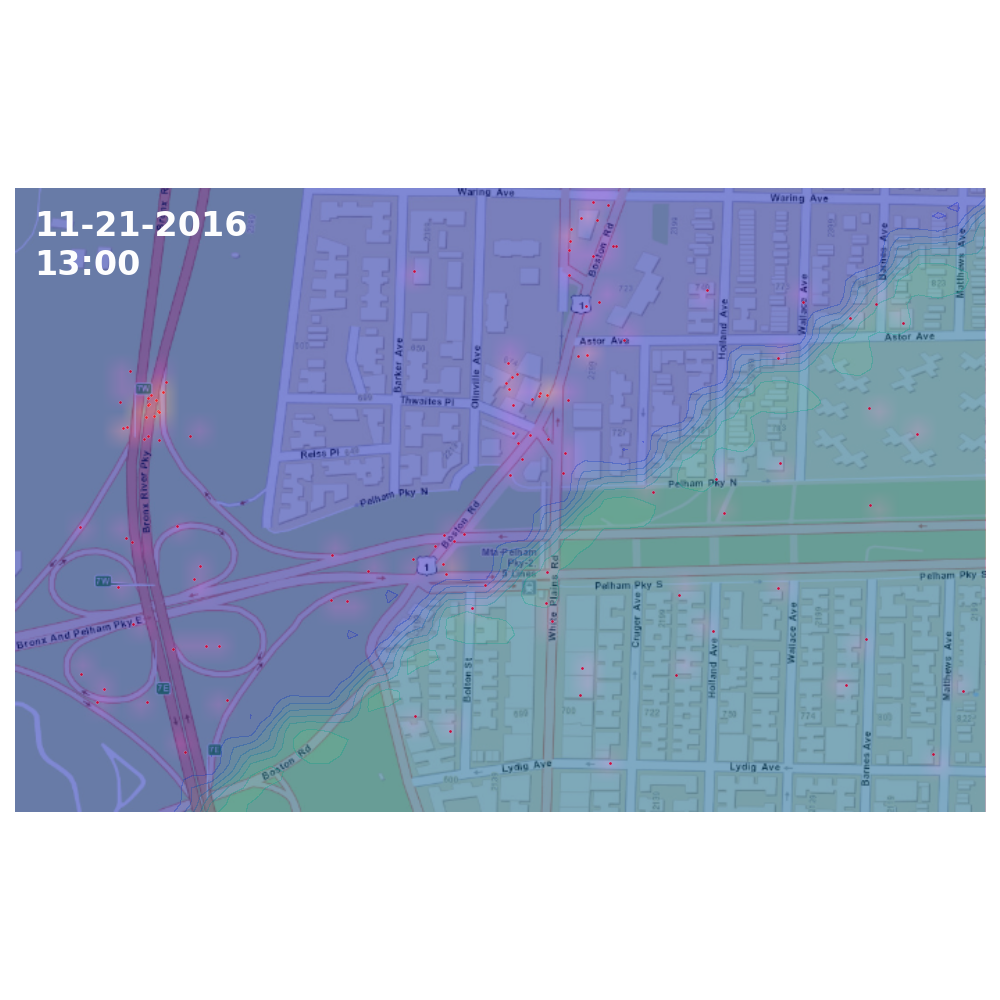 11-21-2016
13:00
Waring Ave
Waring Ave
Boston Rd
Barnes Ave
Matthews Ave
Wallace Ave
Holland Ave
1
Astor Ave
Astor Ave
Barker Ave
Olinville Ave
7W
Thwaites Pl
Reiss Pl
Pelham Pky N
Pelham Pky N
Bronx River Pky
Boston Rd
Mta-Pelham
Pky-2
5 Lines
1
7W
White Plains Rd
Pelham Pky S
Pelham Pky S
Bronx And Pelham Pky E
Cruger Ave
Wallace Ave
Holland Ave
Matthews Ave
Bolton St
7E
7E
Boston Rd
Lydig Ave
Lydig Ave
Barnes Ave